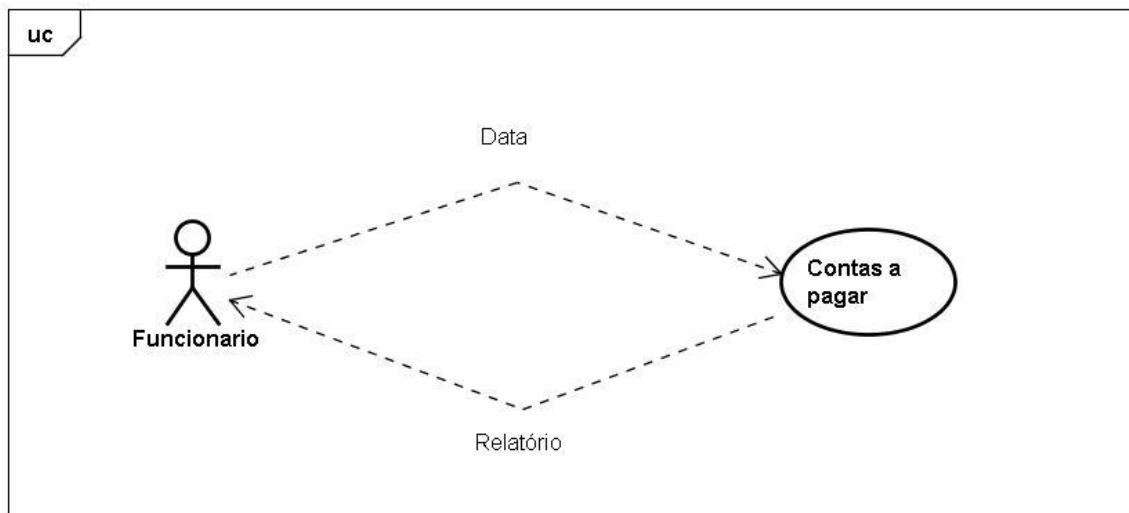 uc
Data
Contas a
pagar
Funcionario
Relatório